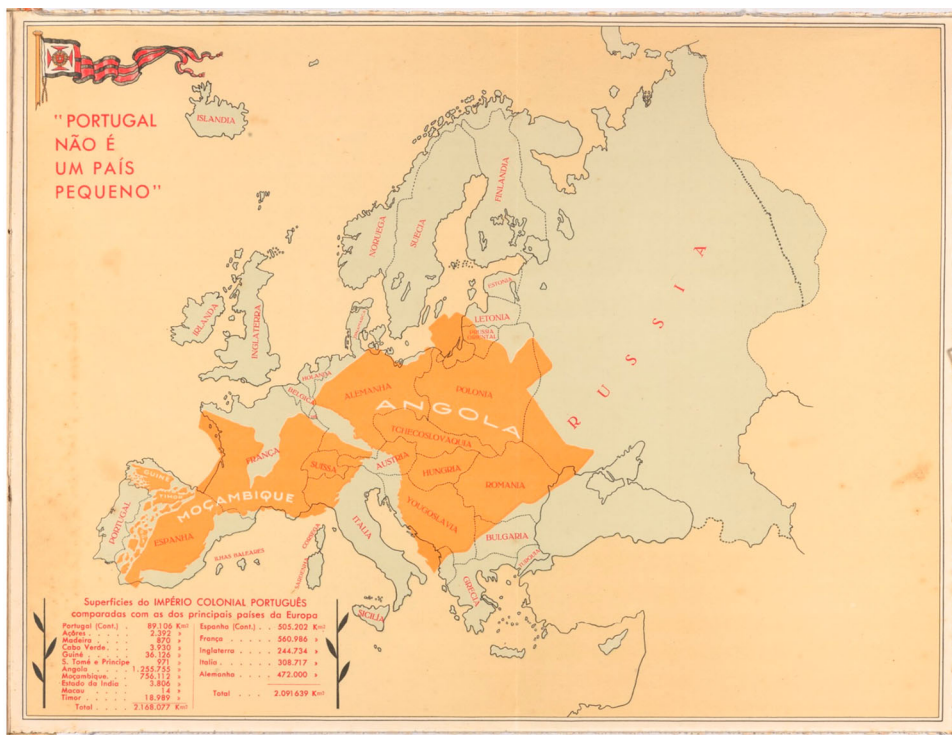 "PORTUGAL
NÃO É
UM PAÍS
PEQUENO"
ISLANDIA
NORUEGA
SUECIA
FINLANDIA
RUSSIA
ESTONIA
LETONIA
PRUSSIA
ORIENTAL
IRLANDA
INGLATERRA
HOLANDA
BELGICA
ALEMANHA
POLONIA
ANGOLA
TCHECOSLOVAQUIA
FRANÇA
SUISSA
AUSTRIA
HUNGRIA
ROMANIA
YOUGOSLAVIA
BULGARIA
TURQUIA
GRECIA
ITALIA
SICILIA
CORSEGA
SARDENHA
ILHAS BALEARES
GUINÉ
TIMOR
MOÇAMBIQUE
PORTUGAL
ESPANHA
Superfícies do IMPÉRIO COLONIAL PORTUGUÊS
comparadas com as dos principais países da Europa
Portugal (Cont.) . 89.106 Km2
Açôres . . . . . 2.392 »
Madeira . . . . 870 »
Cabo Verde . . . 3.930 »
Guiné . . . . . 36.126 »
S. Tomé e Príncipe 971 »
Angola . . . . 1.255.755 »
Moçambique . . . 756.112 »
Estado da India . 3.806 »
Macau . . . . . 14 »
Timor . . . . . 18.989 »
Total . . . . 2.168.077 Km2
Espanha (Cont.) . . 505.202 Km2
França . . . . 560.986 »
Inglaterra . . . 244.734 »
Italia . . . . 308.717 »
Alemanha . . . 472.000 »
Total . . . 2.091639 Km2